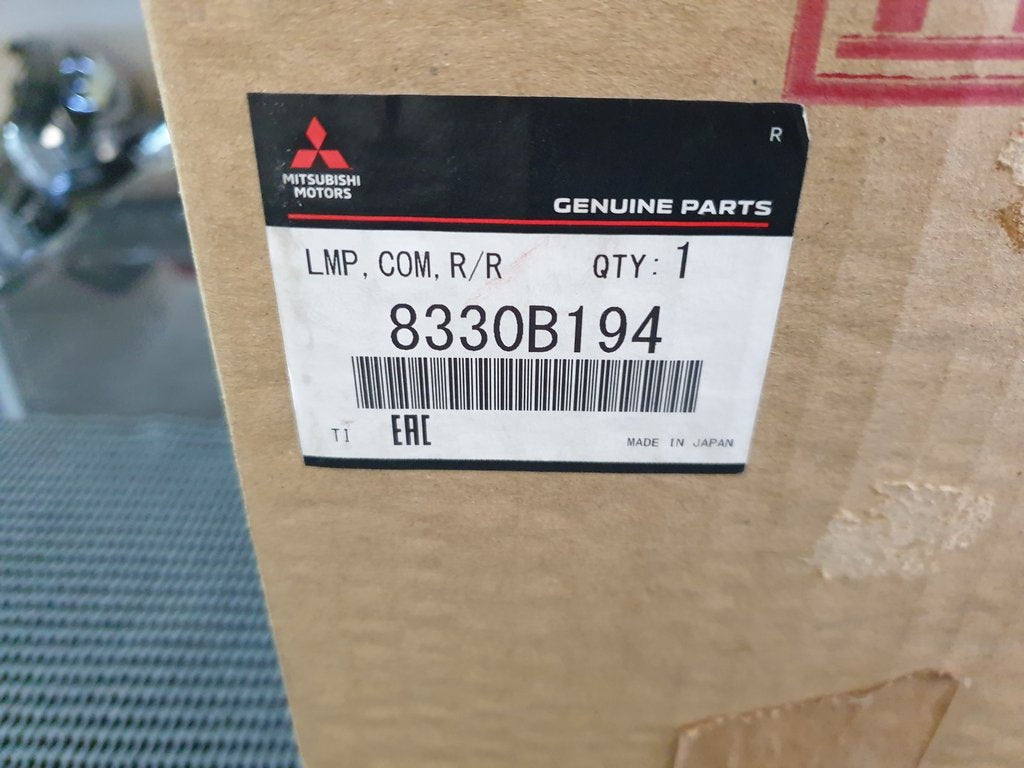 R
MITSUBISHI
MOTORS
GENUINE PARTS
LMP, COM, R/R QTY: 1
8330B194
TI EAC MADE IN JAPAN